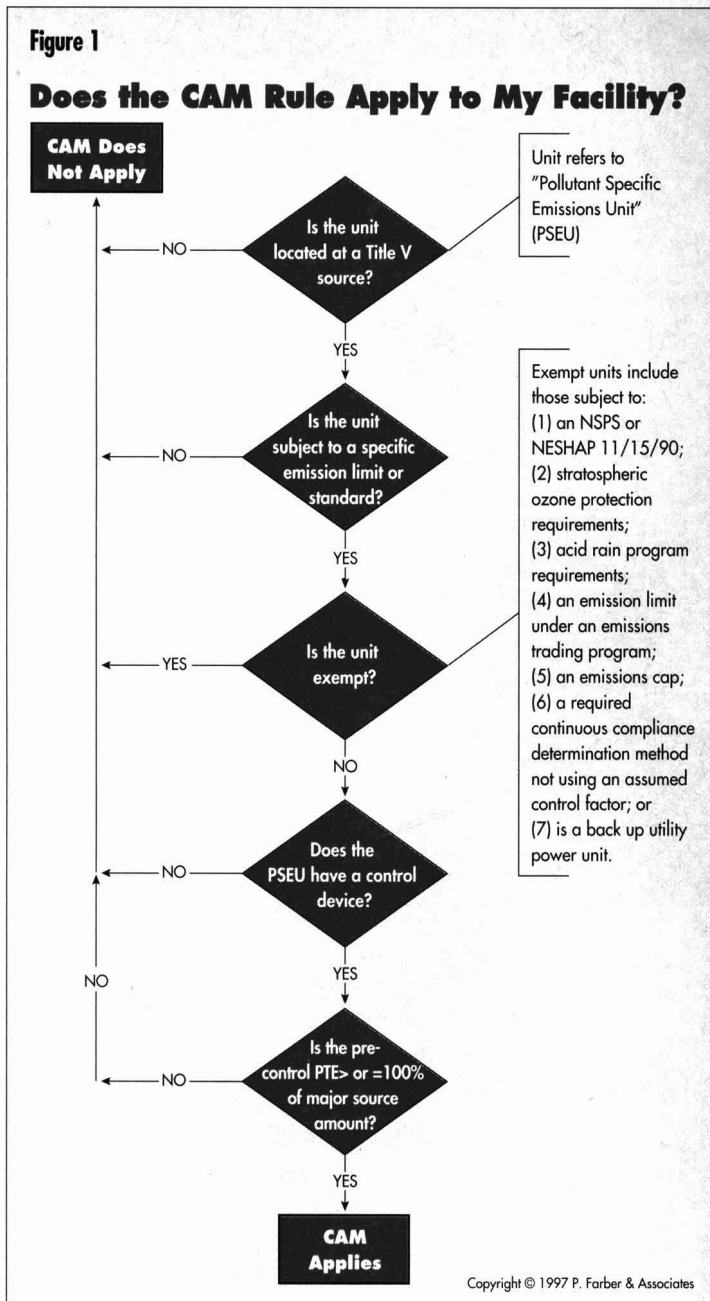 Figure 1
Does the CAM Rule Apply to My Facility?
CAM Does
Not Apply
Unit refers to
"Pollutant Specific
Emissions Unit"
(PSEU)
Is the unit
located at a Title V
source?
NO
YES
Is the unit
subject to a specific
emission limit or
standard?
NO
YES
Exempt units include
those subject to:
(1) an NSPS or
NESHAP 11/15/90;
(2) stratospheric
ozone protection
requirements;
(3) acid rain program
requirements;
(4) an emission limit
under an emissions
trading program;
(5) an emissions cap;
(6) a required
continuous compliance
determination method
not using an assumed
control factor; or
(7) is a back up utility
power unit.
Is the unit
exempt?
YES
NO
Does the
PSEU have a control
device?
NO
YES
NO
Is the pre-
control PTE> or =100%
of major source
amount?
NO
YES
CAM
Applies
Copyright © 1997 P. Farber & Associates